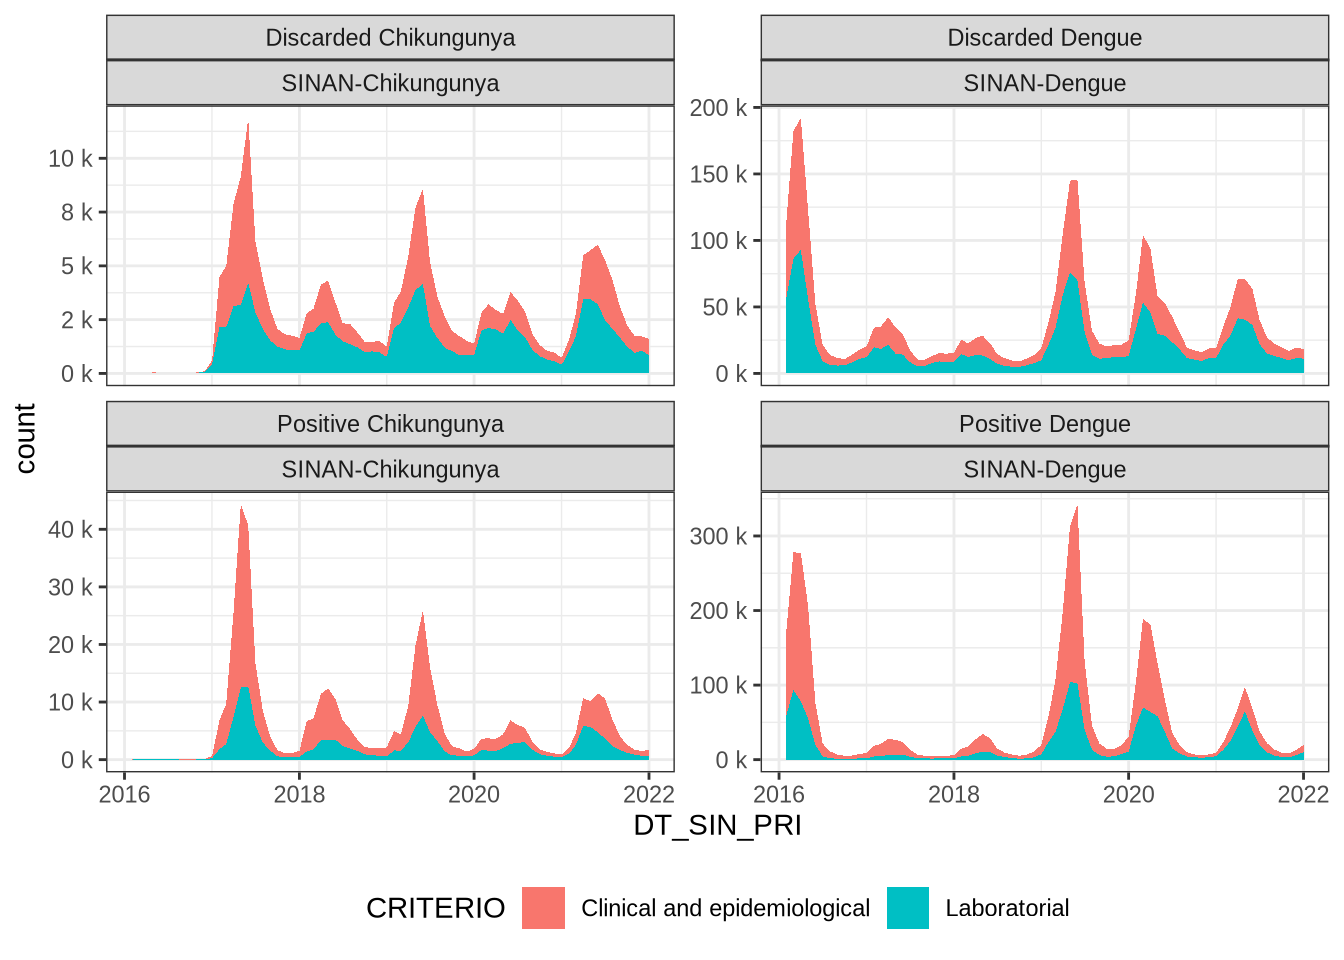 Discarded Chikungunya
SINAN-Chikungunya
10 k
8 k
5 k
2 k
0 k
Discarded Dengue
SINAN-Dengue
200 k
150 k
100 k
50 k
0 k
count
Positive Chikungunya
SINAN-Chikungunya
40 k
30 k
20 k
10 k
0 k
2016 2018 2020 2022
Positive Dengue
SINAN-Dengue
300 k
200 k
100 k
0 k
2016 2018 2020 2022
DT_SIN_PRI
CRITERIO Clinical and epidemiological Laboratorial